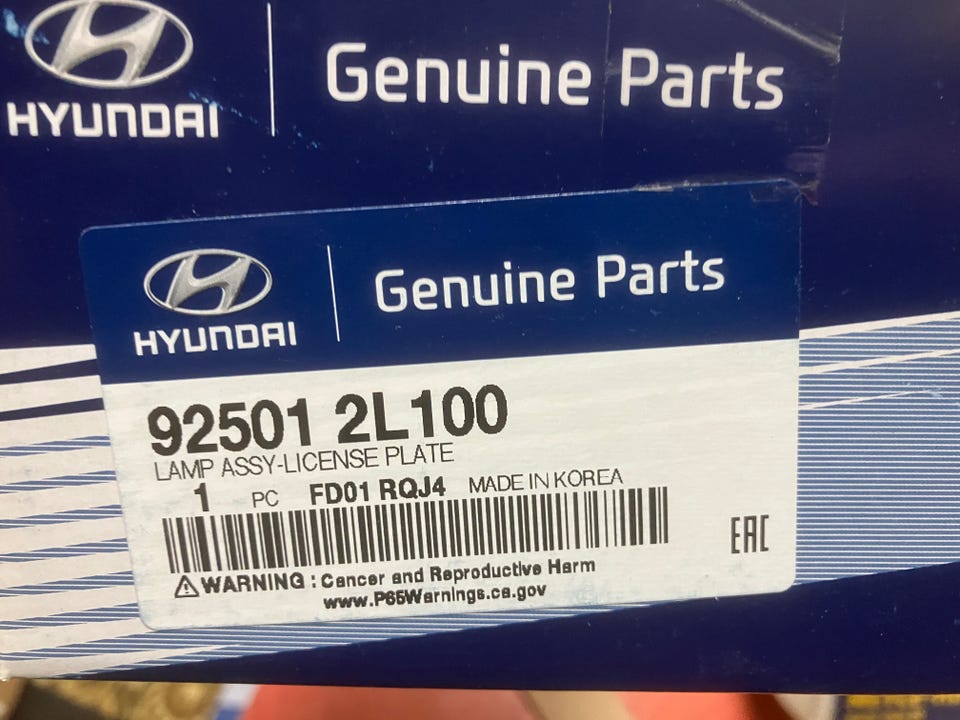 HYUNDAI
Genuine Parts
HYUNDAI
Genuine Parts
92501 2L100
LAMP ASSY-LICENSE PLATE
1 PC FD01 RQJ4 MADE IN KOREA
EAC
WARNING : Cancer and Reproductive Harm
www.P65Warnings.ca.gov